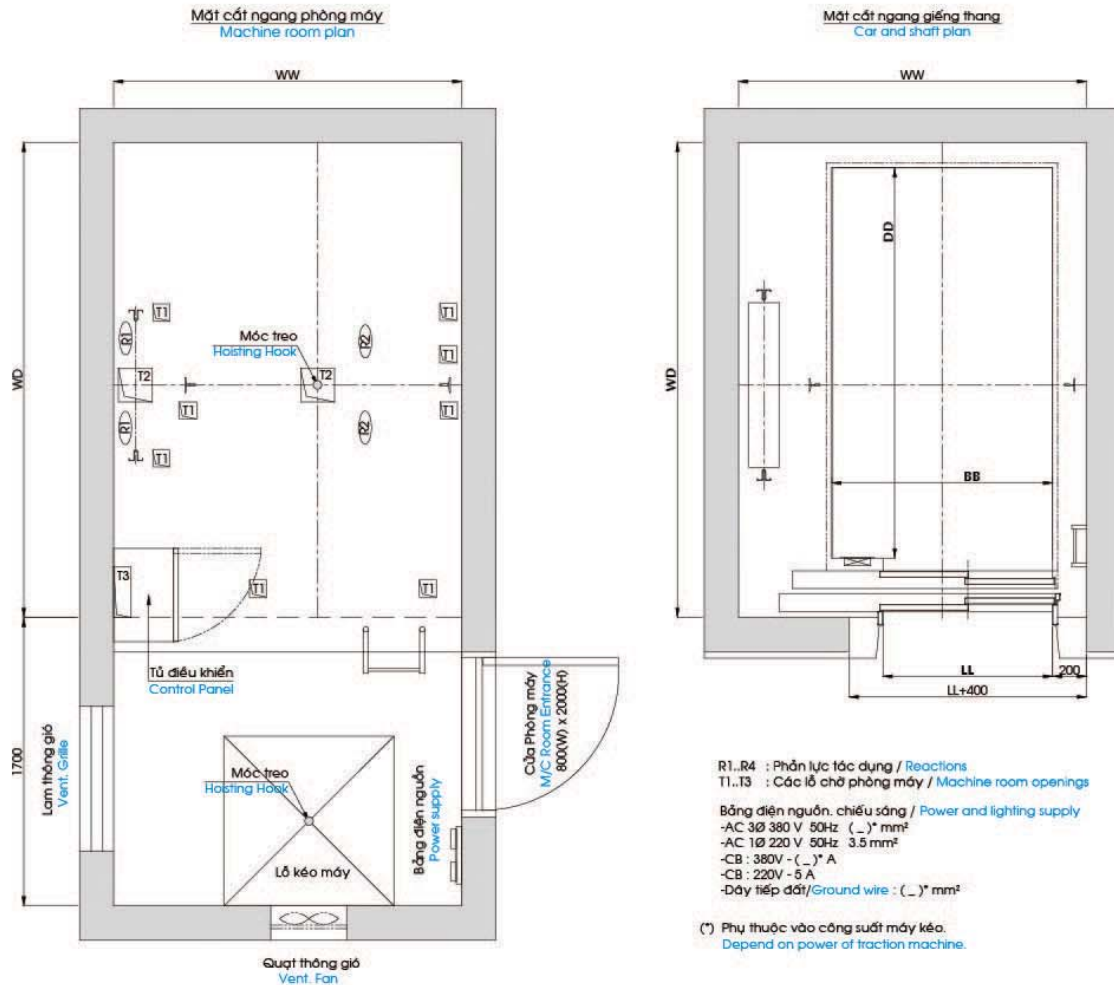 Mặt cắt ngang phòng máy
Machine room plan
WW
WD
Móc treo
Hoisting Hook
R1
T1
T1
R2
T1
T2
T2
T1
T1
R1
R2
T1
T3
T1
T1
Tủ điều khiển
Control Panel
1700
Lam thông gió
Vent. Grille
Móc treo
Hoisting Hook
Lỗ kéo máy
Bảng điện nguồn
Power supply
Cửa Phòng máy
M/C Room Entrance
800(W) x 2000(H)
Quạt thông gió
Vent. Fan
Mặt cắt ngang giếng thang
Car and shaft plan
WW
WD
DD
BB
LL
200
LL+400
R1..R4 : Phản lực tác dụng / Reactions
T1..T3 : Các lỗ chờ phòng máy / Machine room openings
Bảng điện nguồn. chiếu sáng / Power and lighting supply
-AC 3Ø 380 V 50Hz ( _ )* mm²
-AC 1Ø 220 V 50Hz 3.5 mm²
-CB : 380V - ( _ )* A
-CB : 220V - 5 A
-Dây tiếp đất/Ground wire : ( _ )* mm²
(*) Phụ thuộc vào công suất máy kéo.
Depend on power of traction machine.